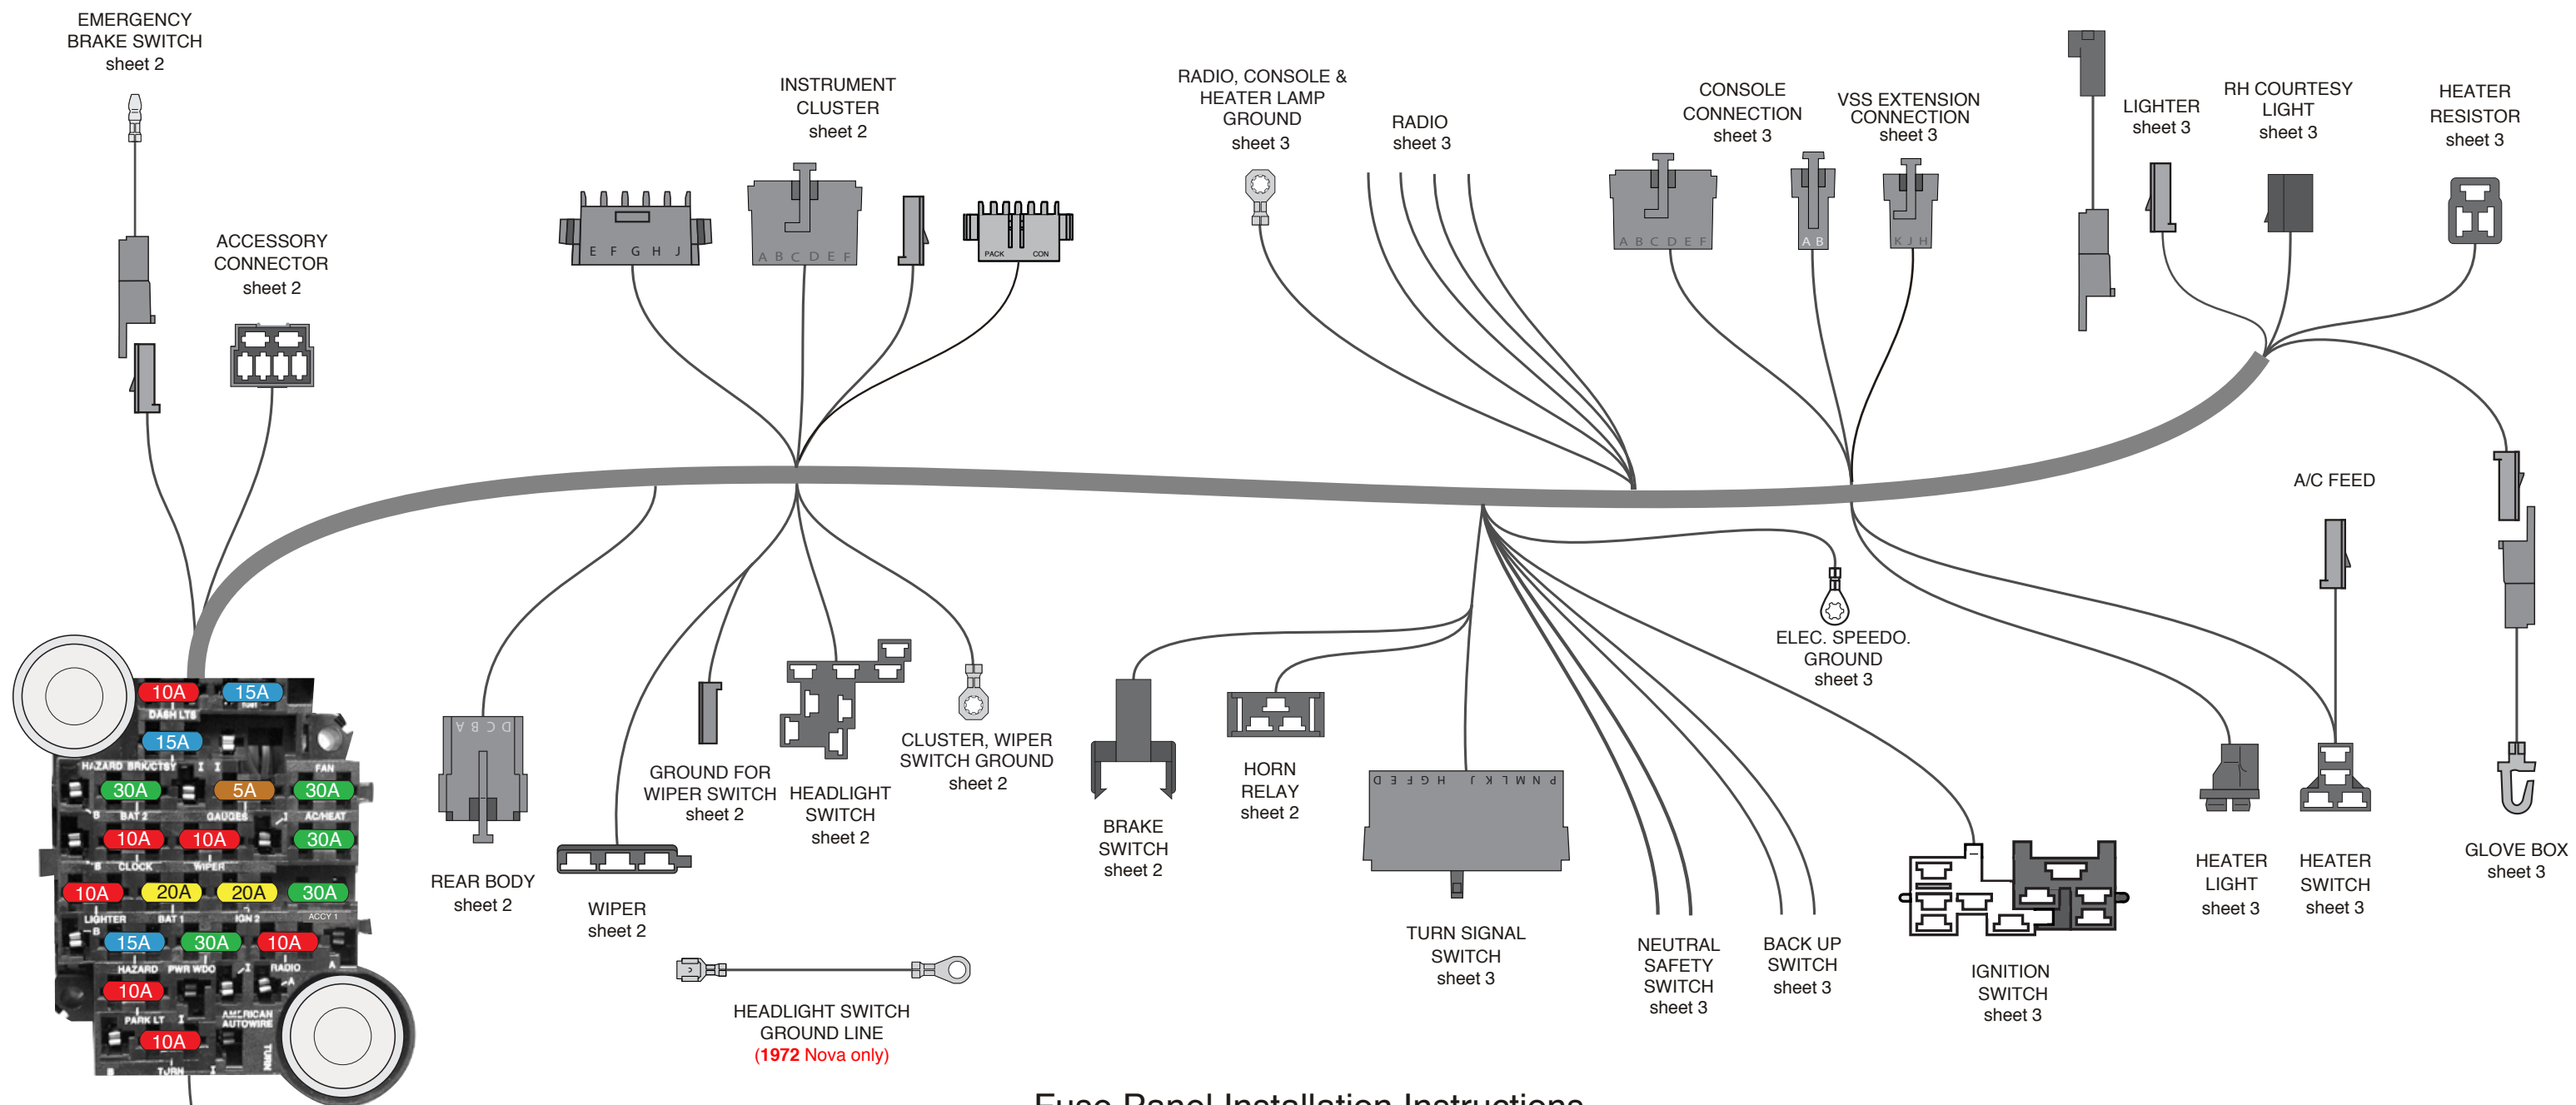 EMERGENCY
BRAKE SWITCH
sheet 2
ACCESSORY
CONNECTOR
sheet 2
INSTRUMENT
CLUSTER
sheet 2
E F G H J
A B C D E F
PACK CON
RADIO, CONSOLE &
HEATER LAMP
GROUND
sheet 3
RADIO
sheet 3
CONSOLE
CONNECTION
sheet 3
A B C D E F
A B
VSS EXTENSION
CONNECTION
sheet 3
K J H
LIGHTER
sheet 3
RH COURTESY
LIGHT
sheet 3
HEATER
RESISTOR
sheet 3
A/C FEED
GLOVE BOX
sheet 3
10A 15A
DASH LTS
15A
HAZARD BRK/CTSY I I FAN
30A 5A 30A
B BAT 2 GAUGES I AC/HEAT
10A 10A 30A
B CLOCK WIPER
10A 20A 20A 30A
LIGHTER BAT 1 IGN 2 ACCY 1
B
15A 30A 10A
HAZARD PWR WDO I RADIO A
A
10A
PARK LT I AMERICAN
AUTOWIRE
10A
B TURN I
TURN
D C B A
REAR BODY
sheet 2
WIPER
sheet 2
GROUND FOR
WIPER SWITCH
sheet 2
HEADLIGHT
SWITCH
sheet 2
CLUSTER, WIPER
SWITCH GROUND
sheet 2
HEADLIGHT SWITCH
GROUND LINE
(1972 Nova only)
BRAKE
SWITCH
sheet 2
HORN
RELAY
sheet 2
D E F G H J K L M N P
TURN SIGNAL
SWITCH
sheet 3
NEUTRAL
SAFETY
SWITCH
sheet 3
BACK UP
SWITCH
sheet 3
ELEC. SPEEDO.
GROUND
sheet 3
IGNITION
SWITCH
sheet 3
HEATER
LIGHT
sheet 3
HEATER
SWITCH
sheet 3
Fuse Panel Installation Instructions